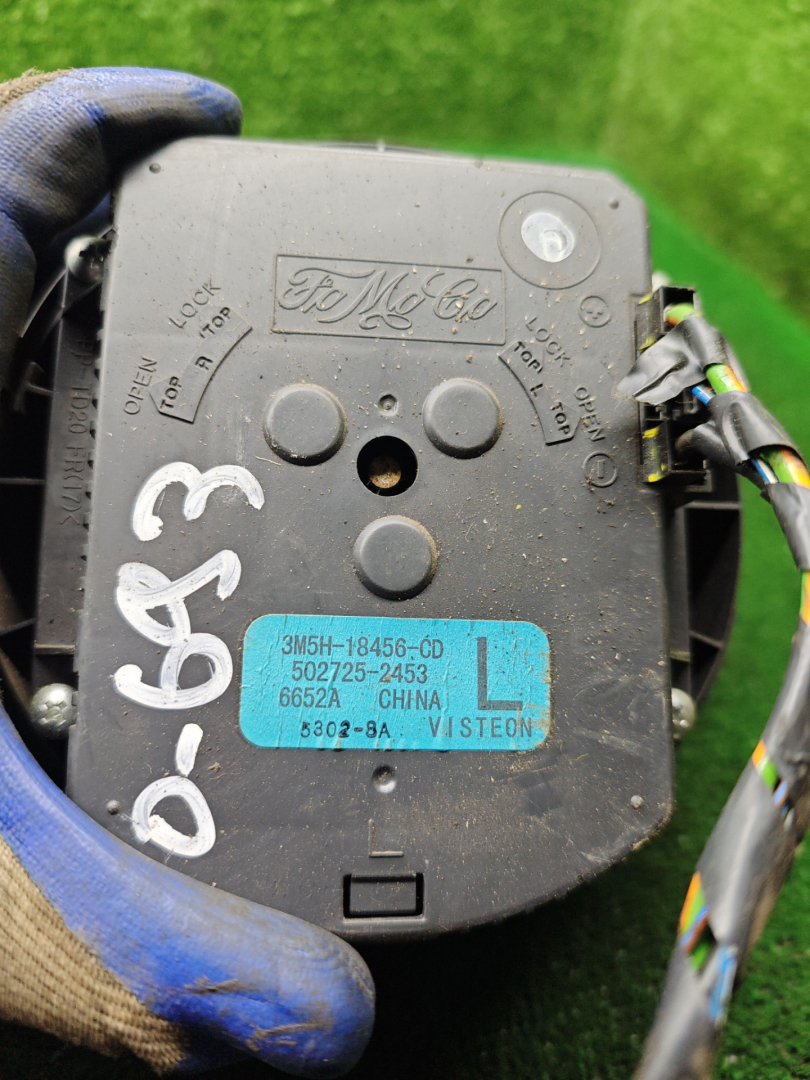 FoMoCo
LOCK
TOP
R
TOP
OPEN
LOCK
TOP
L
TOP
OPEN
3M5H-18456-CD
502725-2453
6652A CHINA
L
5302-8A VISTEON
0-693
L